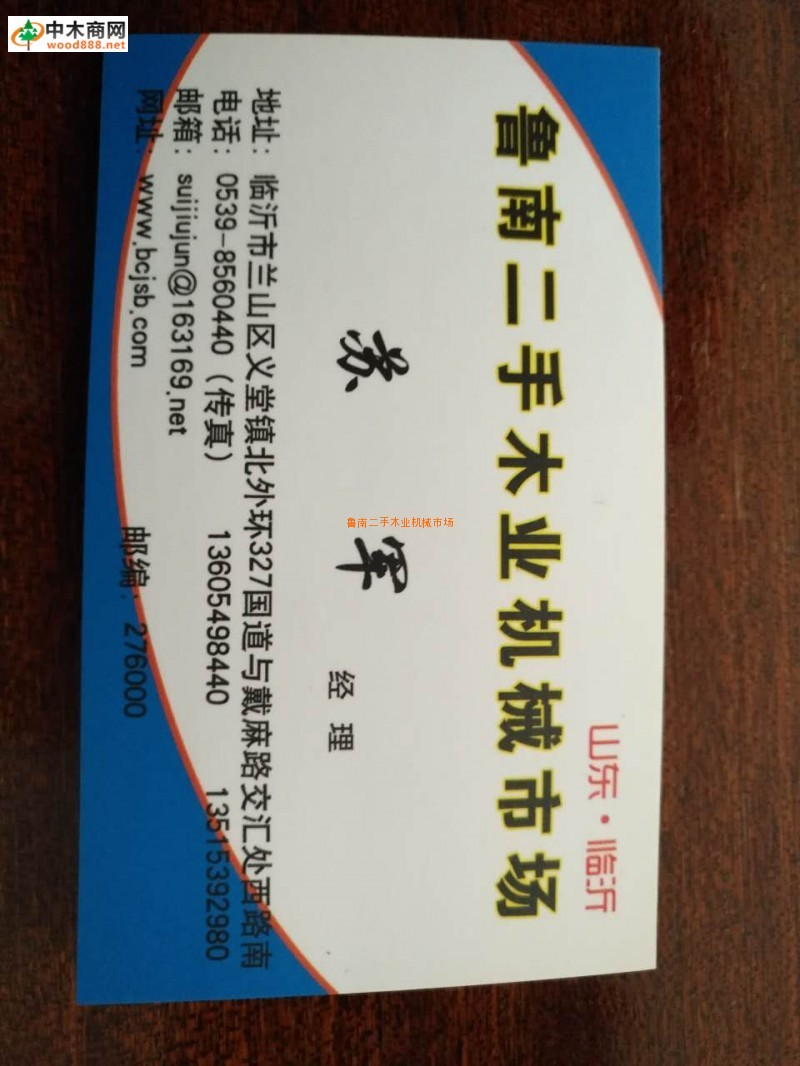 中木商网
wood888.net
山东·临沂
鲁南二手木业机械市场
苏军 经理
鲁南二手木业机械市场
地址：临沂市兰山区义堂镇北外环327国道与戴麻路交汇处西路南
电话：0539-8560440（传真） 13605498440 13515392980
邮箱：suijiujun@163169.net
网址：www.bcjsb.com 邮编：276000